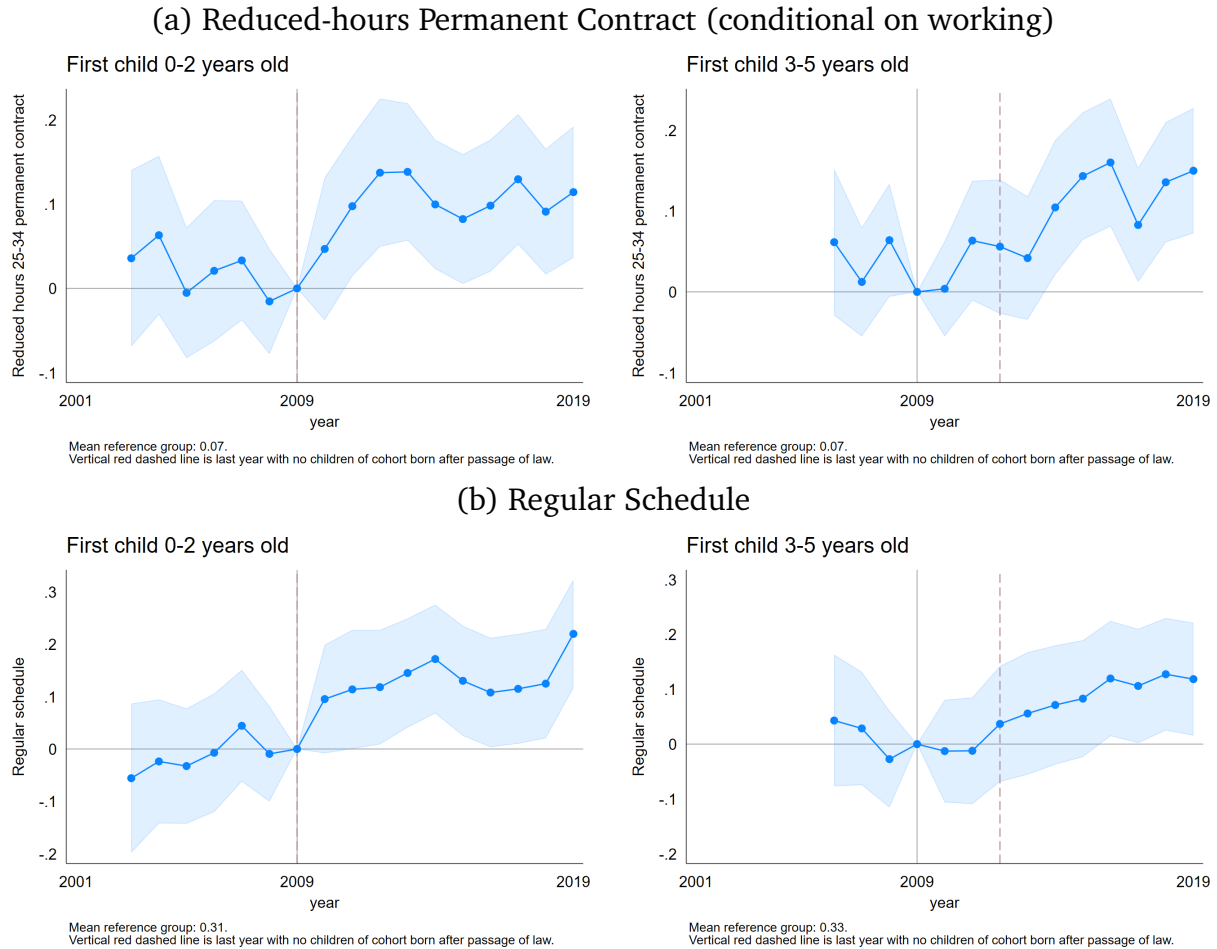 (a) Reduced-hours Permanent Contract (conditional on working)
First child 0-2 years old
Reduced hours 25-34 permanent contract
.2
.1
0
-.1
2001
2009
2019
year
Mean reference group: 0.07.
Vertical red dashed line is last year with no children of cohort born after passage of law.
First child 3-5 years old
Reduced hours 25-34 permanent contract
.2
.1
0
-.1
2001
2009
2019
year
Mean reference group: 0.07.
Vertical red dashed line is last year with no children of cohort born after passage of law.
(b) Regular Schedule
First child 0-2 years old
Regular schedule
.3
.2
.1
0
-.1
-.2
2001
2009
2019
year
Mean reference group: 0.31.
Vertical red dashed line is last year with no children of cohort born after passage of law.
First child 3-5 years old
Regular schedule
.3
.2
.1
0
-.1
-.2
2001
2009
2019
year
Mean reference group: 0.33.
Vertical red dashed line is last year with no children of cohort born after passage of law.